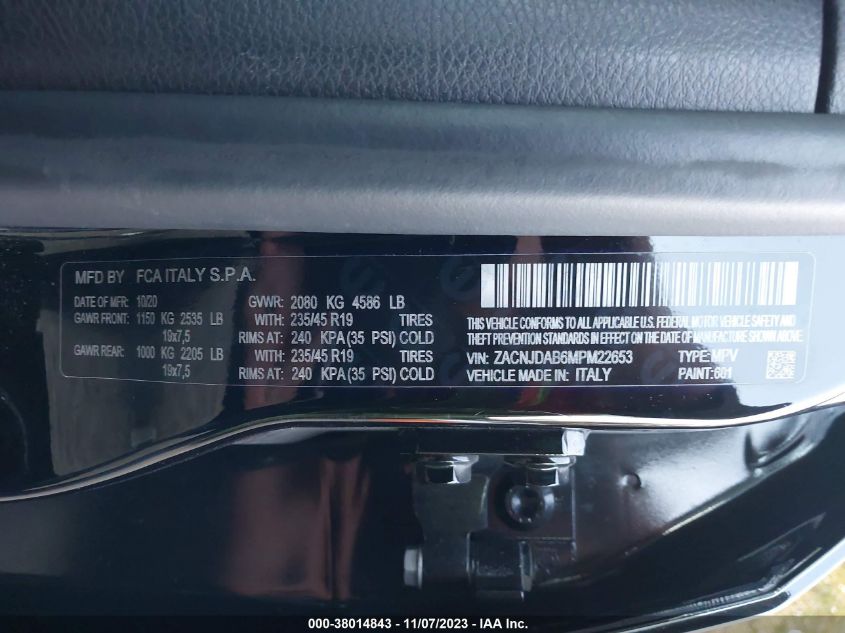 MFD BY FCA ITALY S.P.A.
DATE OF MFR: 10/20 GVWR: 2080 KG 4586 LB
GAWR FRONT: 1150 KG 2535 LB WITH: 235/45 R19 TIRES
19x7,5 RIMS AT: 240 KPA (35 PSI) COLD
GAWR REAR: 1000 KG 2205 LB WITH: 235/45 R19 TIRES
19x7,5 RIMS AT: 240 KPA (35 PSI) COLD
THIS VEHICLE CONFORMS TO ALL APPLICABLE U.S. FEDERAL MOTOR VEHICLE SAFETY AND
THEFT PREVENTION STANDARDS IN EFFECT ON THE DATE OF MANUFACTURE SHOWN ABOVE
VIN: ZACNJDAB6MPM22653 TYPE: MPV
VEHICLE MADE IN: ITALY PAINT: 601
000-38014843 - 11/07/2023 - IAA Inc.